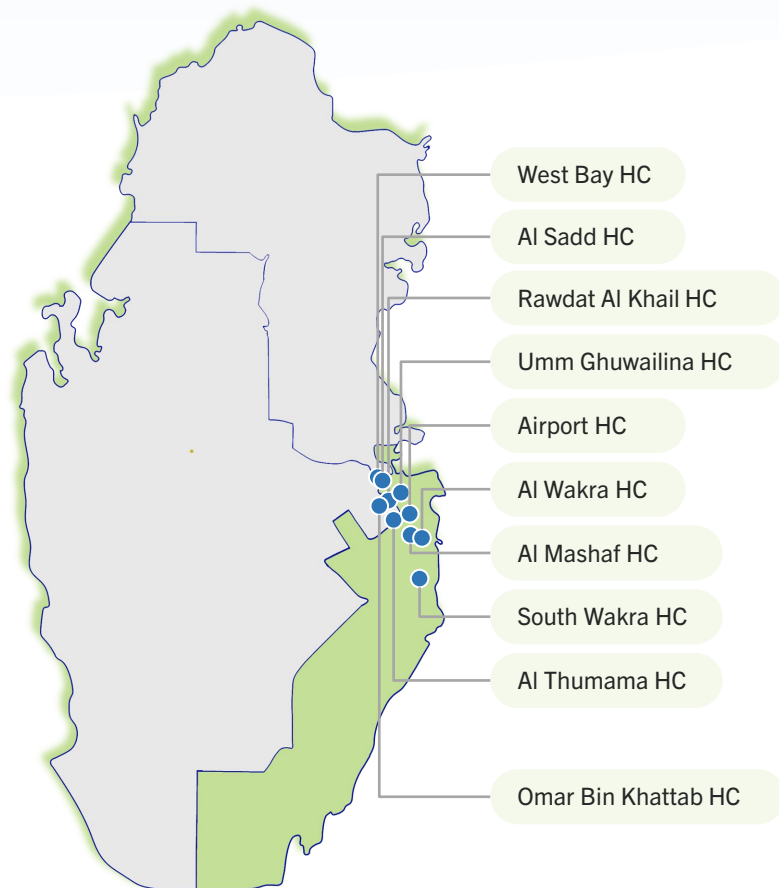 West Bay HC
Al Sadd HC
Rawdat Al Khail HC
Umm Ghuwailina HC
Airport HC
Al Wakra HC
Al Mashaf HC
South Wakra HC
Al Thumama HC
Omar Bin Khattab HC